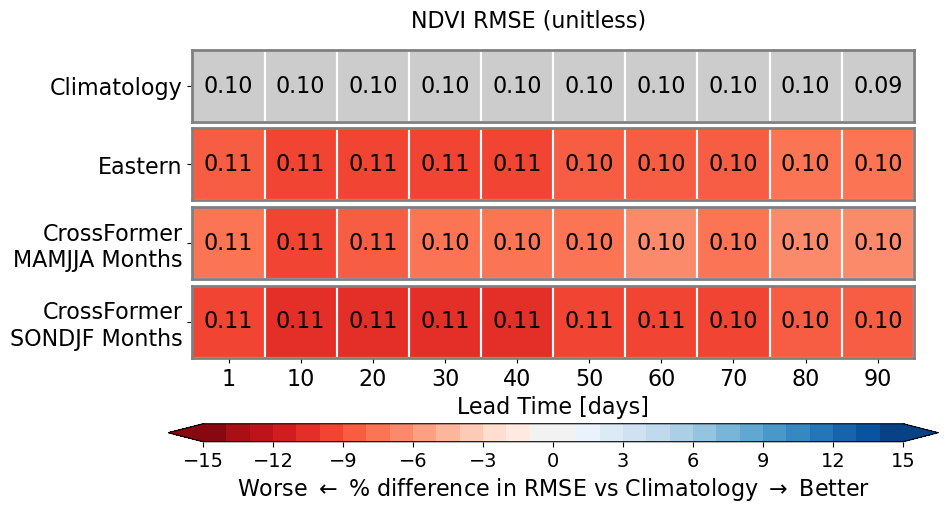 NDVI RMSE (unitless)
Climatology 0.10 0.10 0.10 0.10 0.10 0.10 0.10 0.10 0.10 0.09
Eastern 0.11 0.11 0.11 0.11 0.11 0.10 0.10 0.10 0.10 0.10
CrossFormer
MAMJJA Months 0.11 0.11 0.11 0.10 0.10 0.10 0.10 0.10 0.10 0.10
CrossFormer
SONDJF Months 0.11 0.11 0.11 0.11 0.11 0.11 0.11 0.10 0.10 0.10
1 10 20 30 40 50 60 70 80 90
Lead Time [days]
−15 −12 −9 −6 −3 0 3 6 9 12 15
Worse ← % difference in RMSE vs Climatology → Better